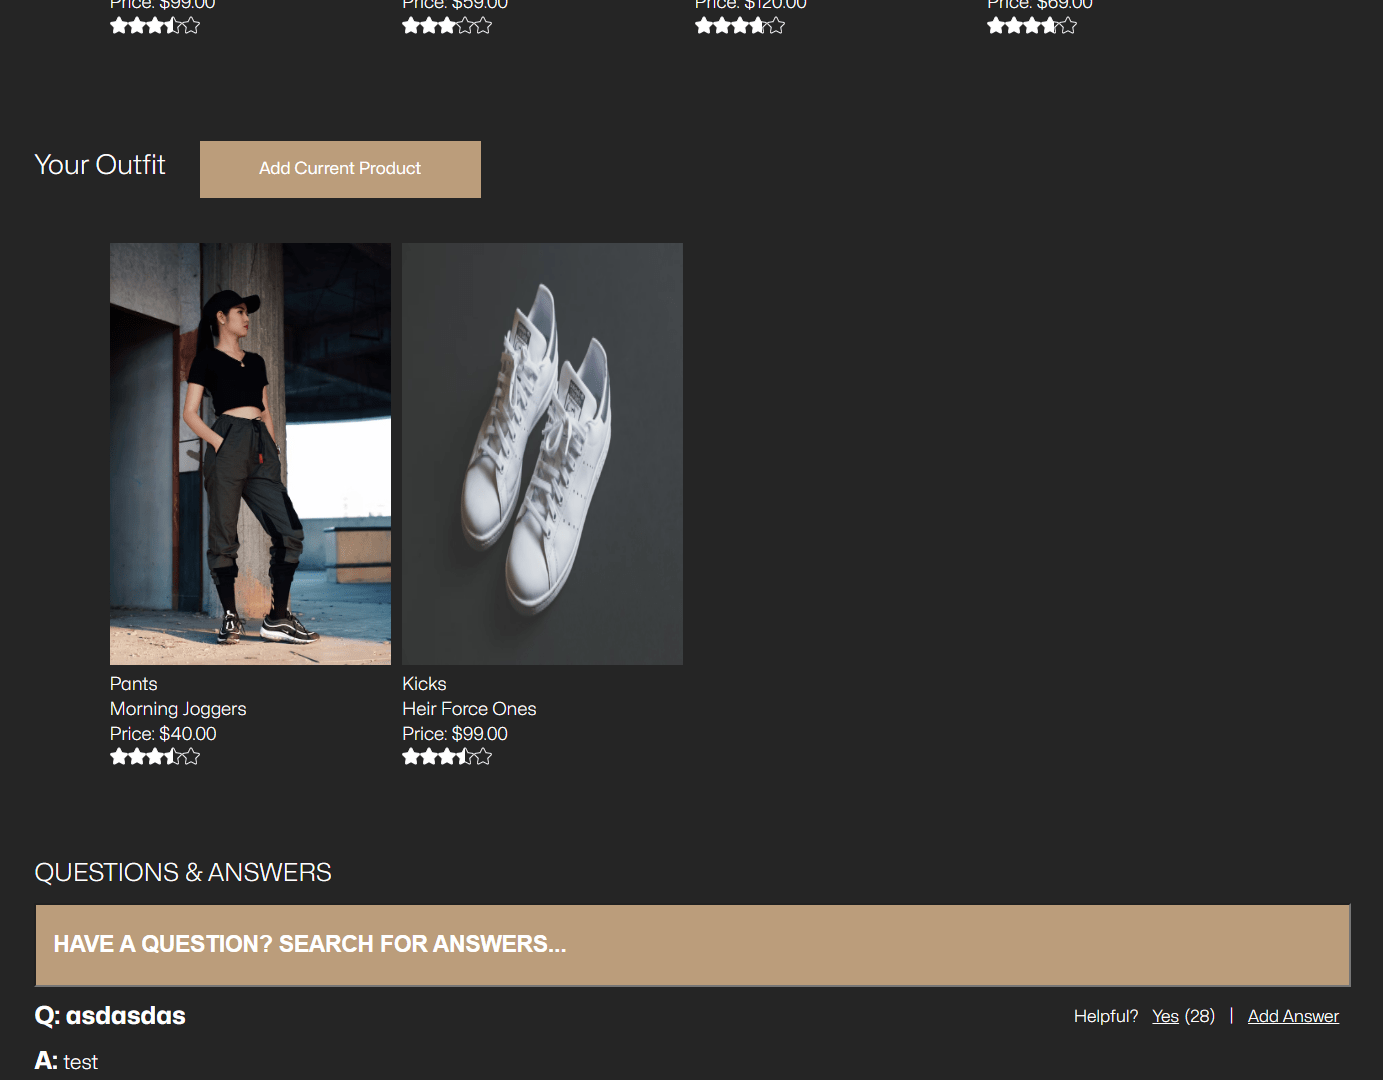 Price: $99.00 Price: $59.00 Price: $120.00 Price: $69.00
Your Outfit
Add Current Product
Pants
Morning Joggers
Price: $40.00
Kicks
Heir Force Ones
Price: $99.00
QUESTIONS & ANSWERS
HAVE A QUESTION? SEARCH FOR ANSWERS...
Q: asdasdas
Helpful? Yes (28) | Add Answer
A: test